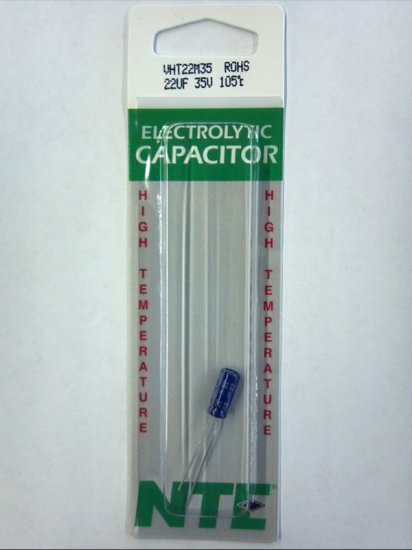 VHT22M35 ROHS
22UF 35V 105℃
ELECTROLYTIC
CAPACITOR
HIGH TEMPERATURE
HIGH TEMPERATURE
NTE®